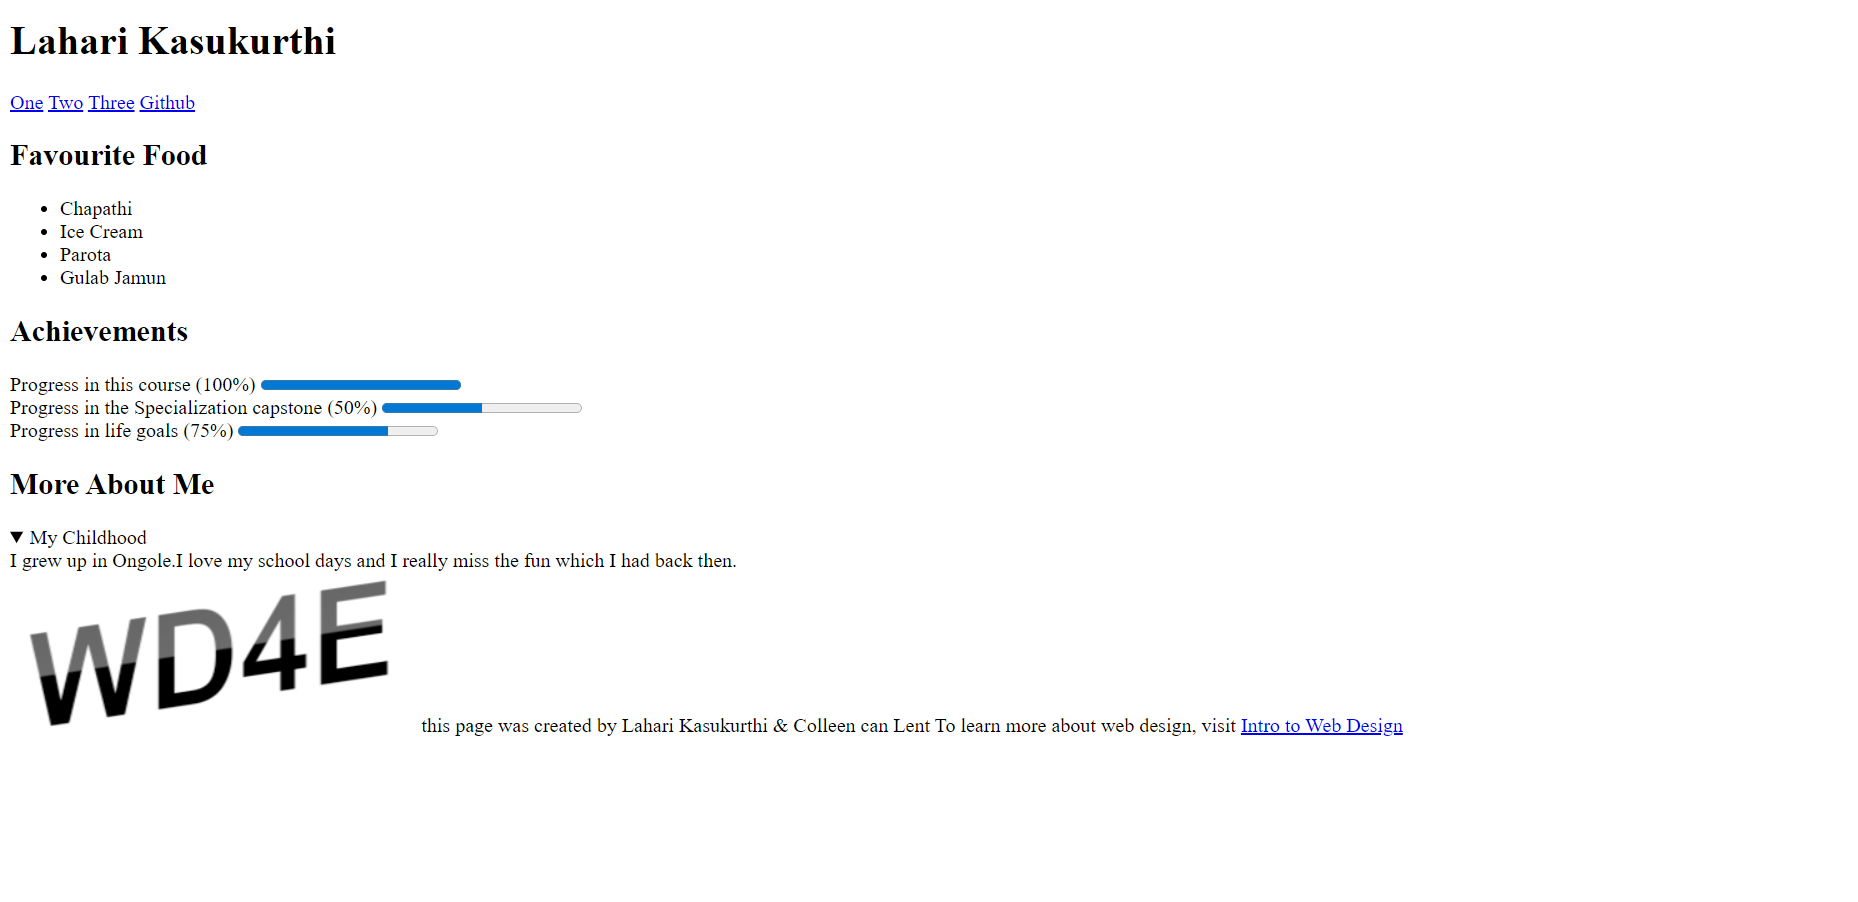 Lahari Kasukurthi
One Two Three Github
Favourite Food
Chapathi
Ice Cream
Parota
Gulab Jamun
Achievements
Progress in this course (100%)
Progress in the Specialization capstone (50%)
Progress in life goals (75%)
More About Me
My Childhood
I grew up in Ongole.I love my school days and I really miss the fun which I had back then.
WD4E
this page was created by Lahari Kasukurthi & Colleen can Lent To learn more about web design, visit Intro to Web Design